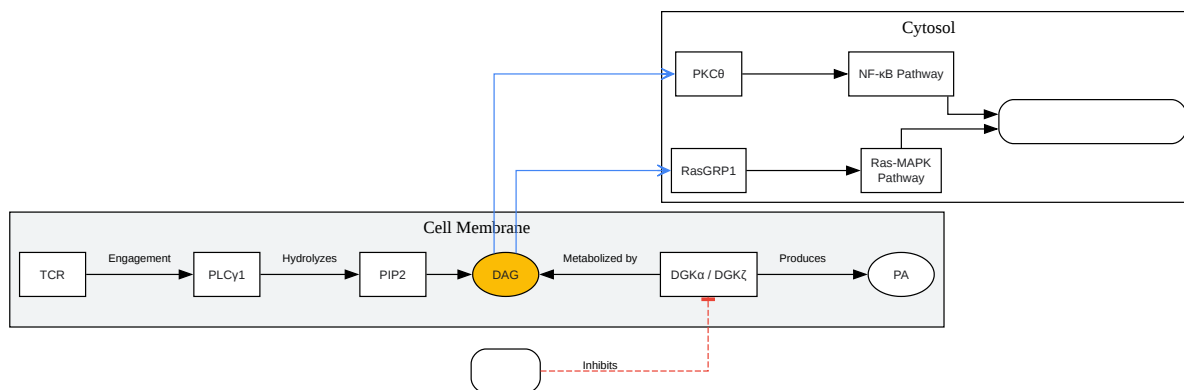 Cytosol
PKCθ
NF-κB Pathway
RasGRP1
Ras-MAPK
Pathway
Cell Membrane
TCR
Engagement
PLCγ1
Hydrolyzes
PIP2
DAG
Metabolized by
DGKα / DGKζ
Produces
PA
Inhibits